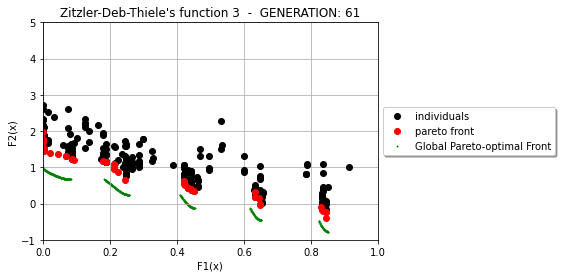 Zitzler-Deb-Thiele's function 3 - GENERATION: 61
5
4
3
2
1
0
−1
F2(x)
0.0 0.2 0.4 0.6 0.8 1.0
F1(x)
individuals
pareto front
Global Pareto-optimal Front